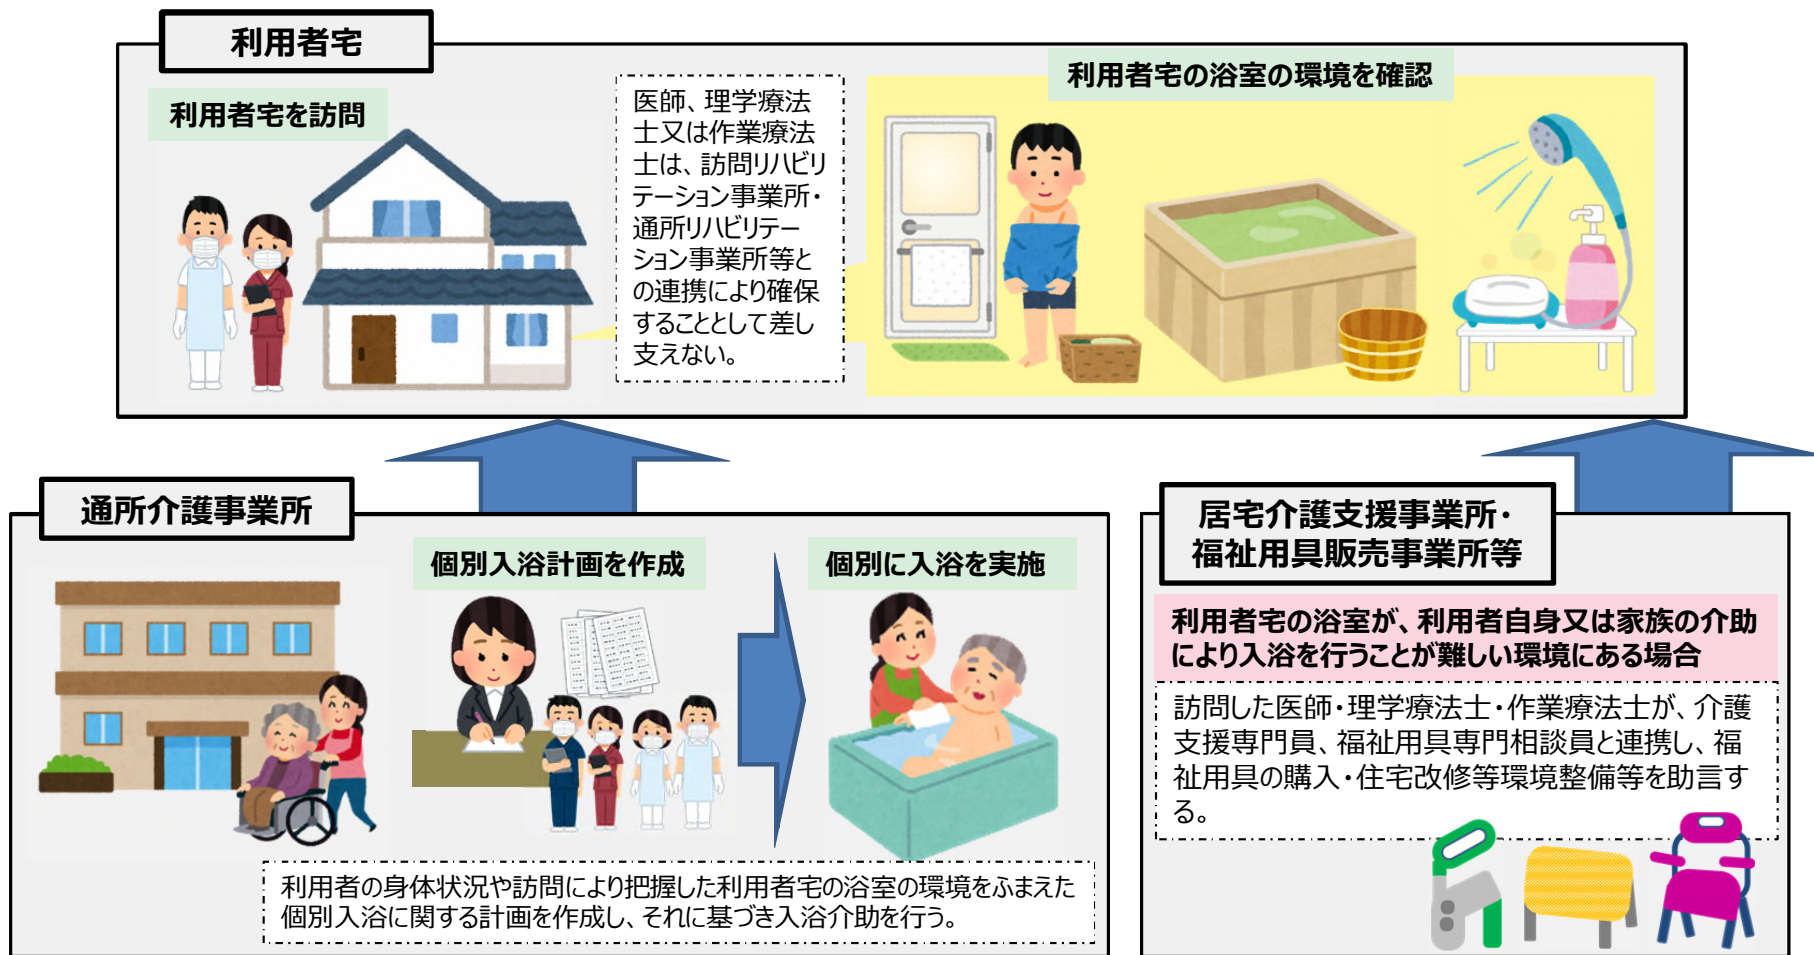 利用者宅
利用者宅を訪問
医師、理学療法
士又は作業療法
士は、訪問リハビリ
テーション事業所・
通所リハビリテー
ション事業所等と
の連携により確保
することとして差し
支えない。
利用者宅の浴室の環境を確認
通所介護事業所
個別入浴計画を作成
個別に入浴を実施
利用者の身体状況や訪問により把握した利用者宅の浴室の環境をふまえた
個別入浴に関する計画を作成し、それに基づき入浴介助を行う。
居宅介護支援事業所・
福祉用具販売事業所等
利用者宅の浴室が、利用者自身又は家族の介助
により入浴を行うことが難しい環境にある場合
訪問した医師・理学療法士・作業療法士が、介護
支援専門員、福祉用具専門相談員と連携し、福
祉用具の購入・住宅改修等環境整備等を助言す
る。